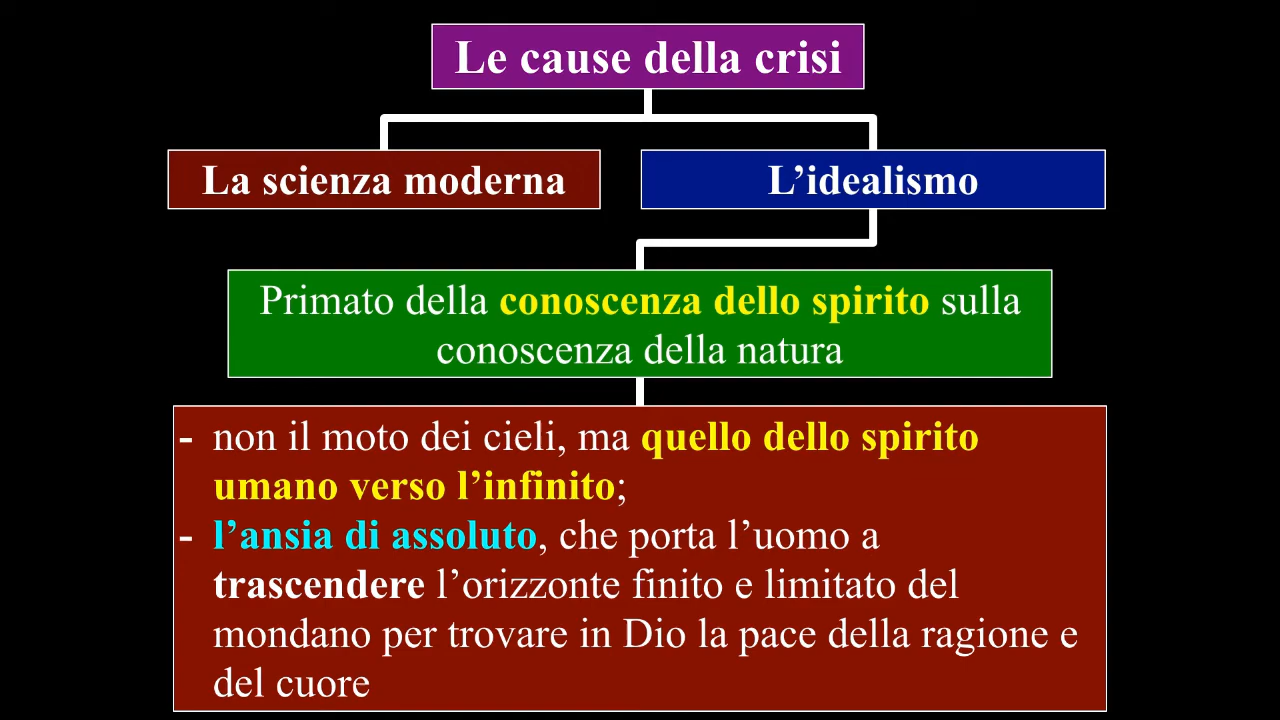 Le cause della crisi
La scienza moderna
L’idealismo
Primato della conoscenza dello spirito sulla
conoscenza della natura
- non il moto dei cieli, ma quello dello spirito
umano verso l’infinito;
- l’ansia di assoluto, che porta l’uomo a
trascendere l’orizzonte finito e limitato del
mondano per trovare in Dio la pace della ragione e
del cuore